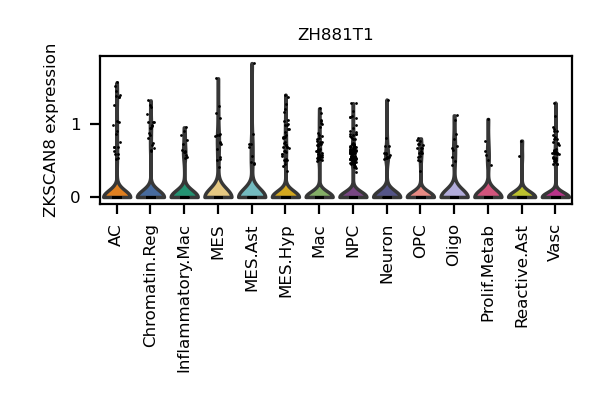 ZH881T1
ZKSCAN8 expression
1
0
AC
Chromatin.Reg
Inflammatory.Mac
MES
MES.Ast
MES.Hyp
Mac
NPC
Neuron
OPC
Oligo
Prolif.Metab
Reactive.Ast
Vasc